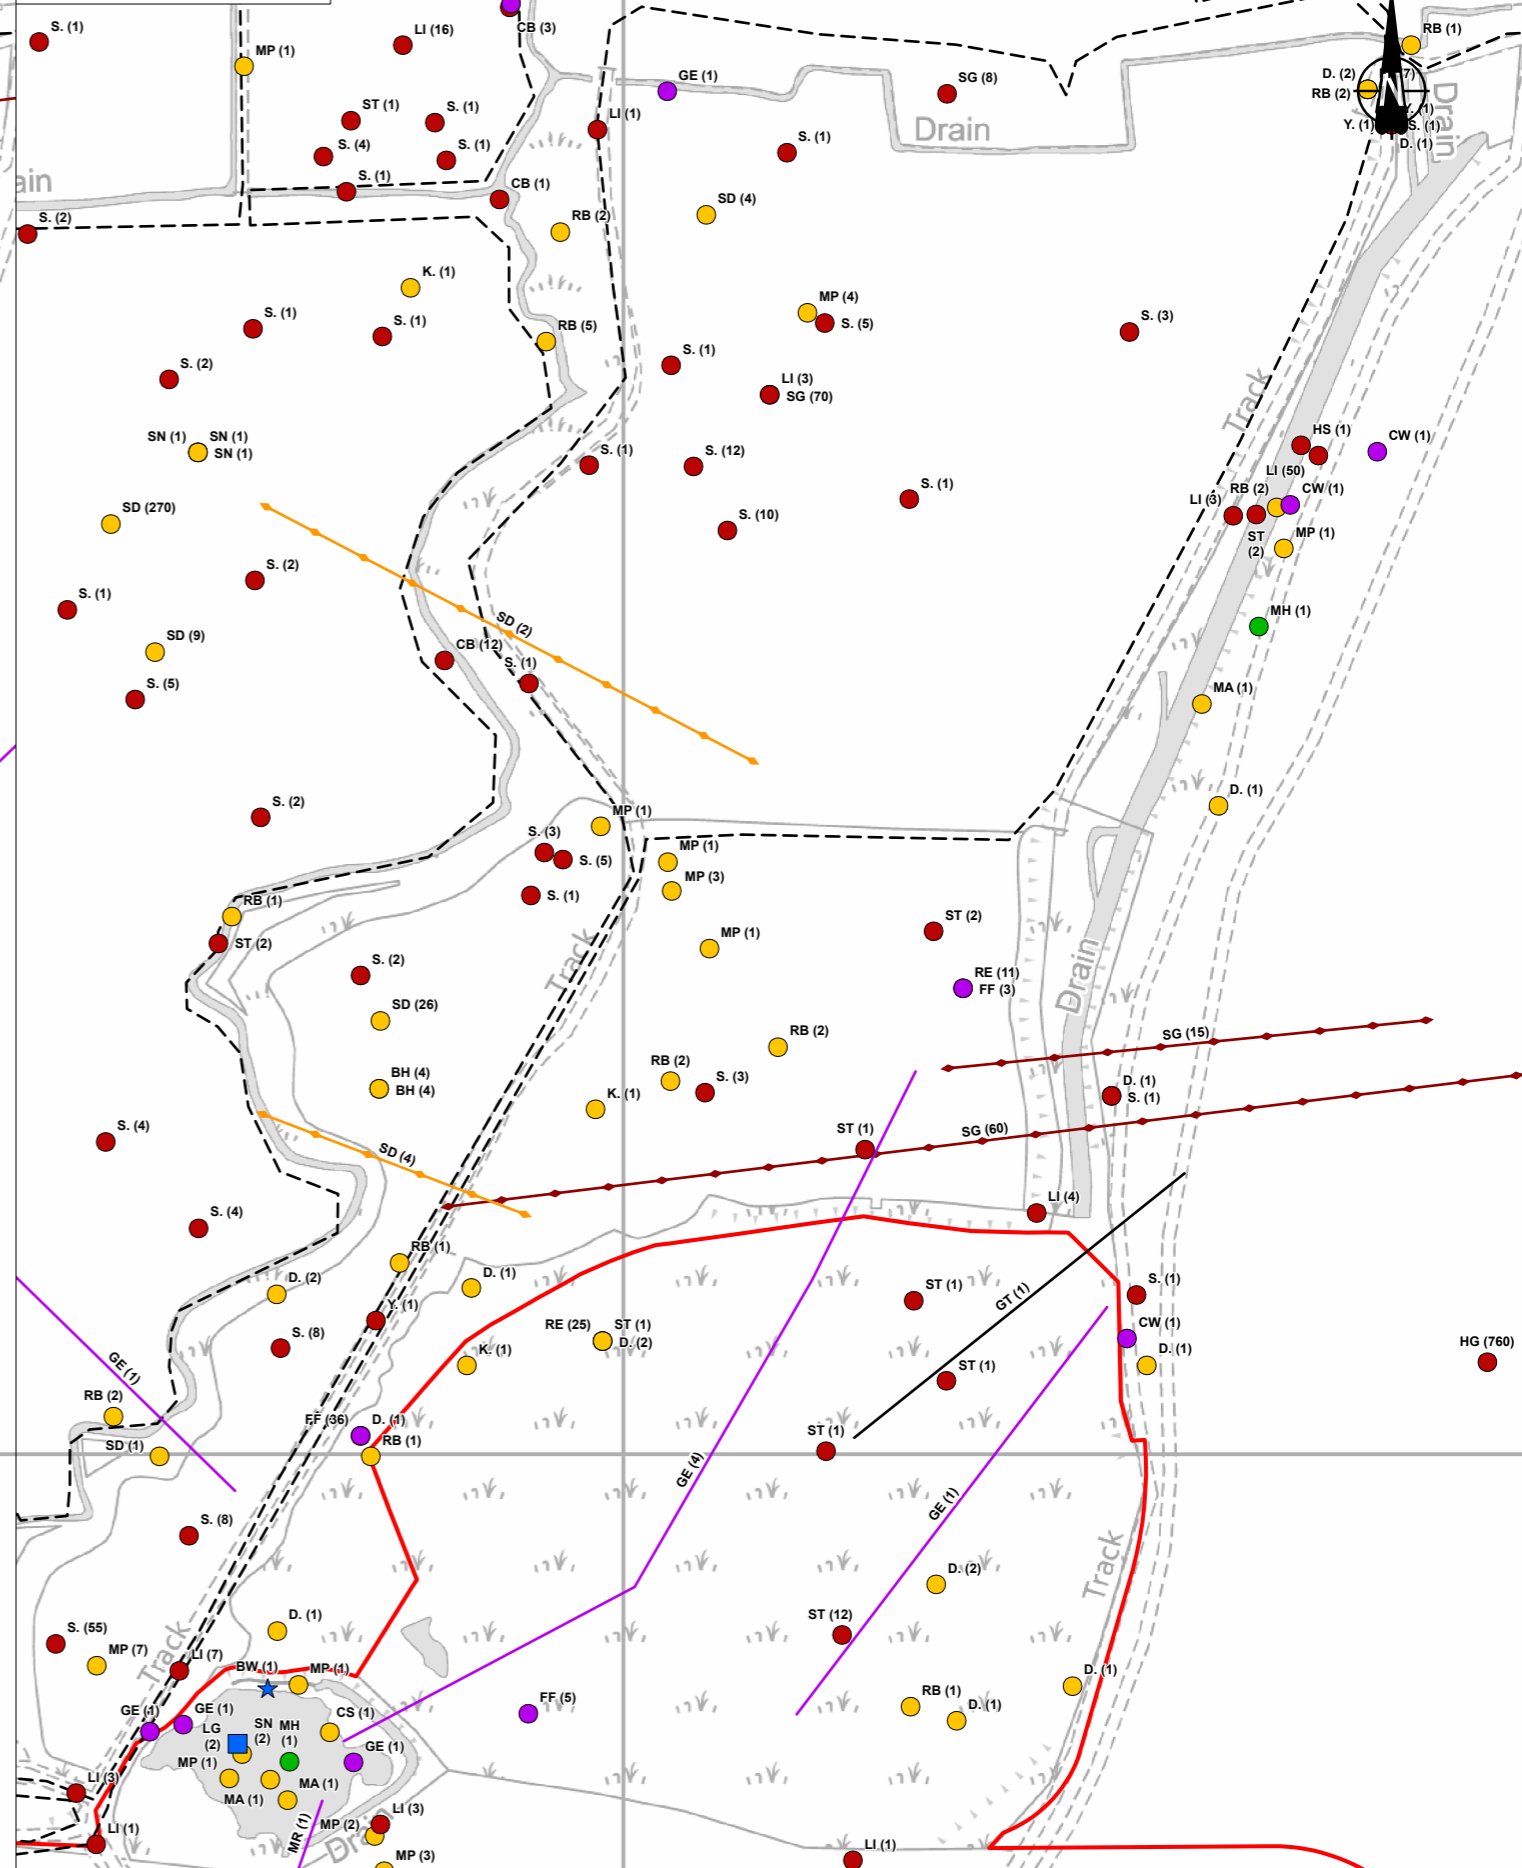 S. (1)
LI (16)
CB (3)
RB (1)
MP (1)
GE (1)
SG (8)
D. (2)
7)
RB (2)
N
ST (1)
S. (1)
LI (1)
Drain
Y. (1)
Y. (1)
S. (1)
D. (1)
Drain
S. (4)
S. (1)
S. (1)
ain
S. (1)
CB (1)
SD (4)
S. (2)
RB (2)
K. (1)
MP (4)
S. (5)
S. (3)
S. (1)
S. (1)
RB (5)
S. (2)
S. (1)
LI (3)
SG (70)
Track
SN (1)
SN (1)
SN (1)
S. (1)
S. (12)
HS (1)
CW (1)
LI (50)
SD (270)
S. (10)
S. (1)
LI (3)
RB (2)
CW (1)
ST
(2)
MP (1)
S. (2)
S. (1)
SD (2)
MH (1)
SD (9)
CB (12)
S. (1)
S. (5)
MA (1)
S. (2)
MP (1)
D. (1)
S. (3)
S. (5)
MP (1)
MP (3)
S. (1)
RB (1)
ST (2)
ST (2)
MP (1)
Track
Drain
S. (2)
RE (11)
FF (3)
SD (26)
RB (2)
SG (15)
BH (4)
BH (4)
RB (2)
S. (3)
K. (1)
D. (1)
S. (1)
S. (4)
SD (4)
ST (1)
SG (60)
S. (4)
LI (4)
RB (1)
D. (2)
D. (1)
Y. (1)
ST (1)
GT (1)
S. (1)
S. (8)
GE (1)
RE (25)
ST (1)
D. (2)
K. (1)
CW (1)
D. (1)
HG (760)
ST (1)
RB (2)
FF (36)
D. (1)
RB (1)
ST (1)
SD (1)
GE (4)
GE (1)
S. (8)
Track
D. (2)
D. (1)
ST (12)
S. (55)
MP (7)
Track
LI (7)
BW (1)
MP (1)
D. (1)
RB (1)
D. (1)
GE (1)
GE (1)
LG
(2)
SN
(2)
MH
(1)
CS (1)
FF (5)
GE (1)
MP (1)
LI (3)
MA (1)
MA (1)
MR (1)
MP (2)
LI (3)
Drain
LI (1)
LI (1)
MP (3)